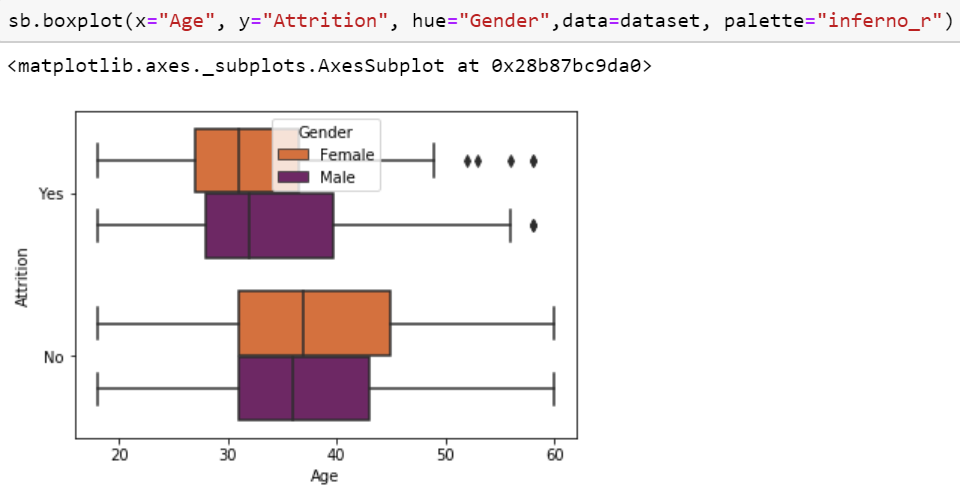 sb.boxplot(x="Age", y="Attrition", hue="Gender",data=dataset, palette="inferno_r")
<matplotlib.axes._subplots.AxesSubplot at 0x28b87bc9da0>
Gender
Female
Male
Yes
No
Attrition
20 30 40 50 60
Age